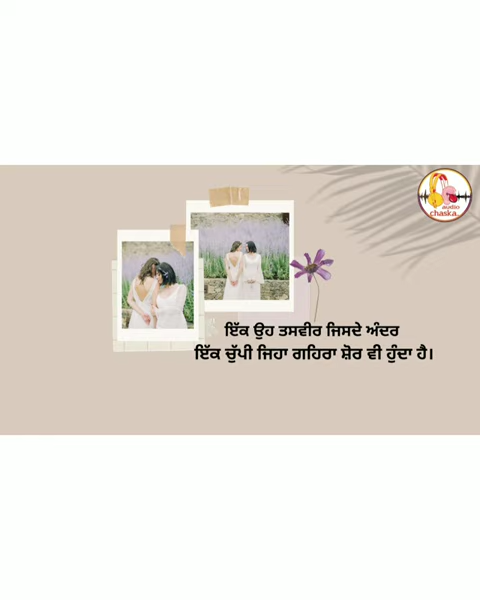 audio
chaska
ਇੱਕ ਉਹ ਤਸਵੀਰ ਜਿਸਦੇ ਅੰਦਰ
ਇੱਕ ਚੁੱਪੀ ਜਿਹਾ ਗਹਿਰਾ ਸ਼ੋਰ ਵੀ ਹੁੰਦਾ ਹੈ।